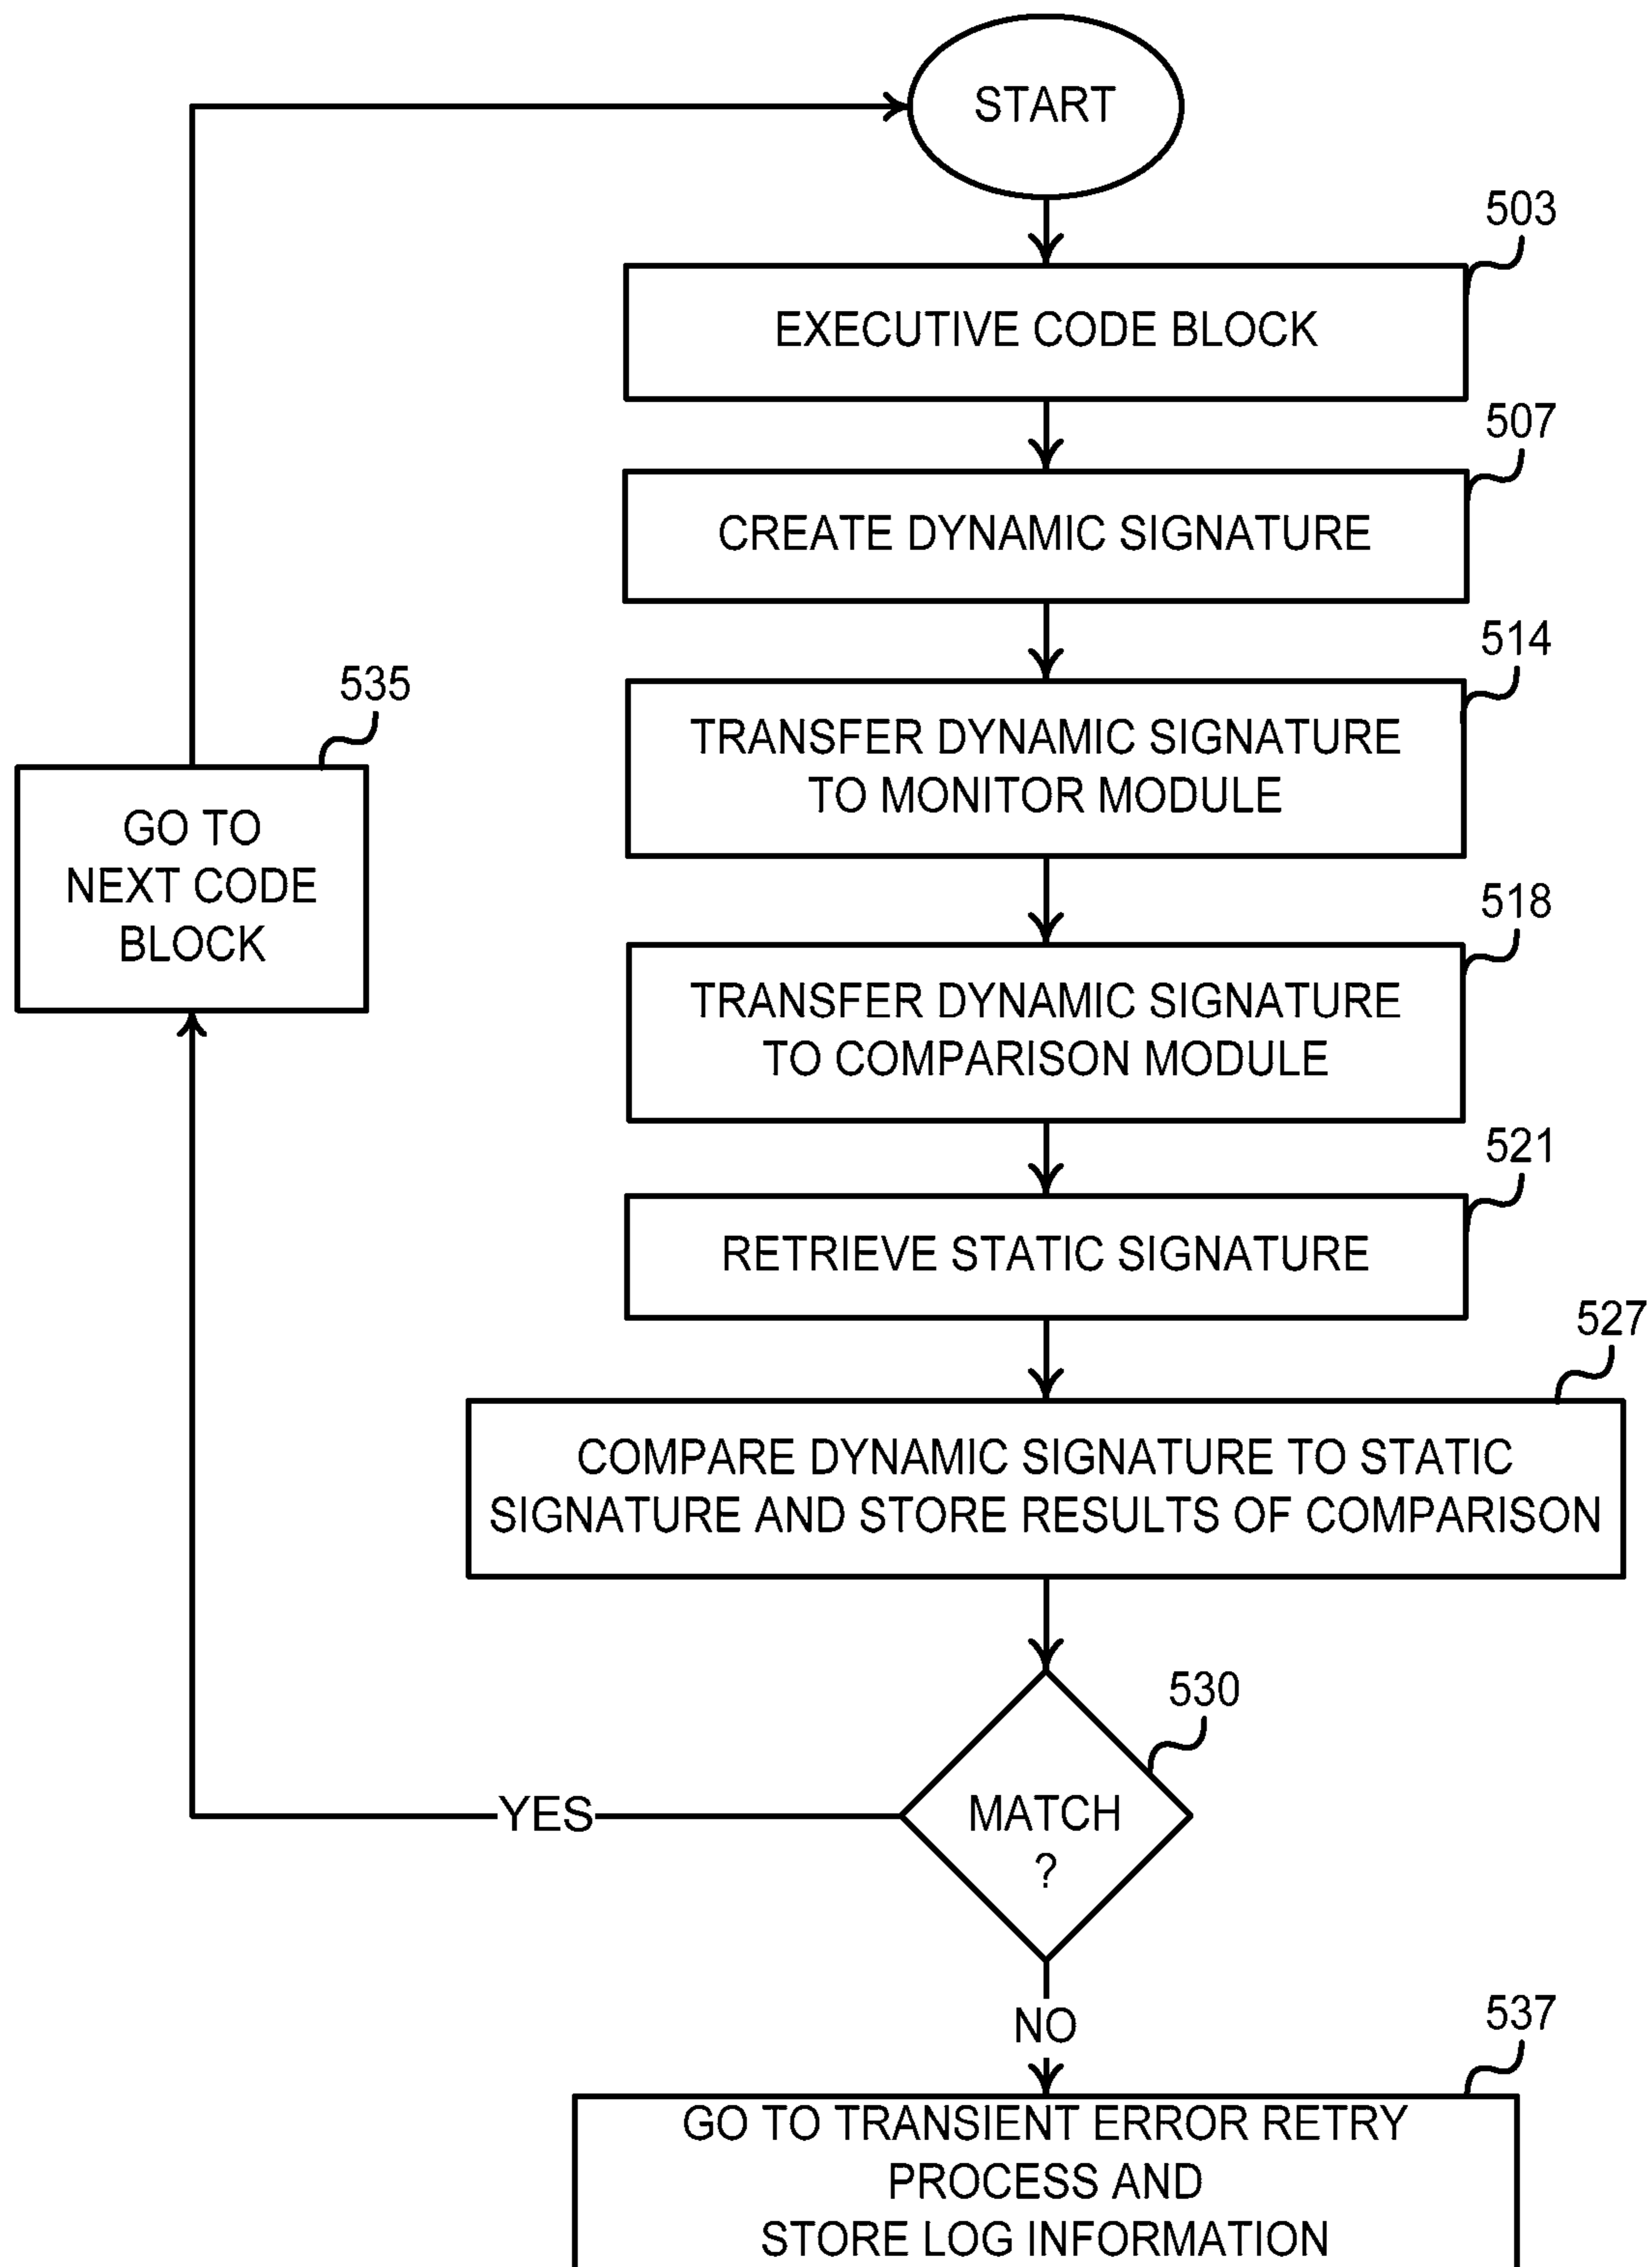 START
503
EXECUTIVE CODE BLOCK
507
CREATE DYNAMIC SIGNATURE
514
TRANSFER DYNAMIC SIGNATURE
TO MONITOR MODULE
535
GO TO
NEXT CODE
BLOCK
518
TRANSFER DYNAMIC SIGNATURE
TO COMPARISON MODULE
521
RETRIEVE STATIC SIGNATURE
527
COMPARE DYNAMIC SIGNATURE TO STATIC
SIGNATURE AND STORE RESULTS OF COMPARISON
530
MATCH
?
YES
NO
537
GO TO TRANSIENT ERROR RETRY
PROCESS AND
STORE LOG INFORMATION